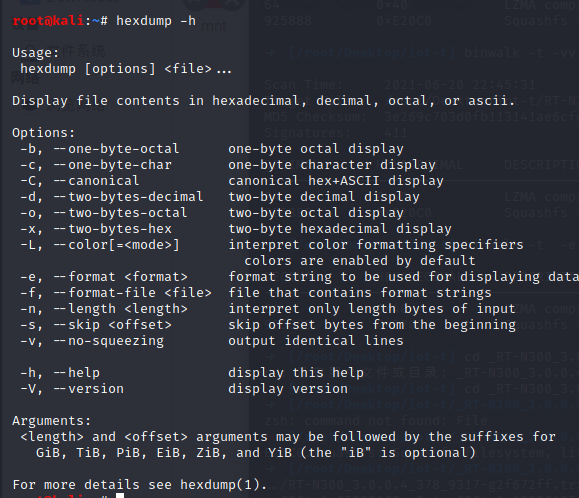 root@kali:~# hexdump -h
Usage:
hexdump [options] <file>...
Display file contents in hexadecimal, decimal, octal, or ascii.
Options:
-b, --one-byte-octal one-byte octal display
-c, --one-byte-char one-byte character display
-C, --canonical canonical hex+ASCII display
-d, --two-bytes-decimal two-byte decimal display
-o, --two-bytes-octal two-byte octal display
-x, --two-bytes-hex two-byte hexadecimal display
-L, --color[=<mode>] interpret color formatting specifiers
colors are enabled by default
-e, --format <format> format string to be used for displaying data
-f, --format-file <file> file that contains format strings
-n, --length <length> interpret only length bytes of input
-s, --skip <offset> skip offset bytes from the beginning
-v, --no-squeezing output identical lines
-h, --help display this help
-V, --version display version
Arguments:
<length> and <offset> arguments may be followed by the suffixes for
GiB, TiB, PiB, EiB, ZiB, and YiB (the "iB" is optional)
For more details see hexdump(1).
root@kali:~#